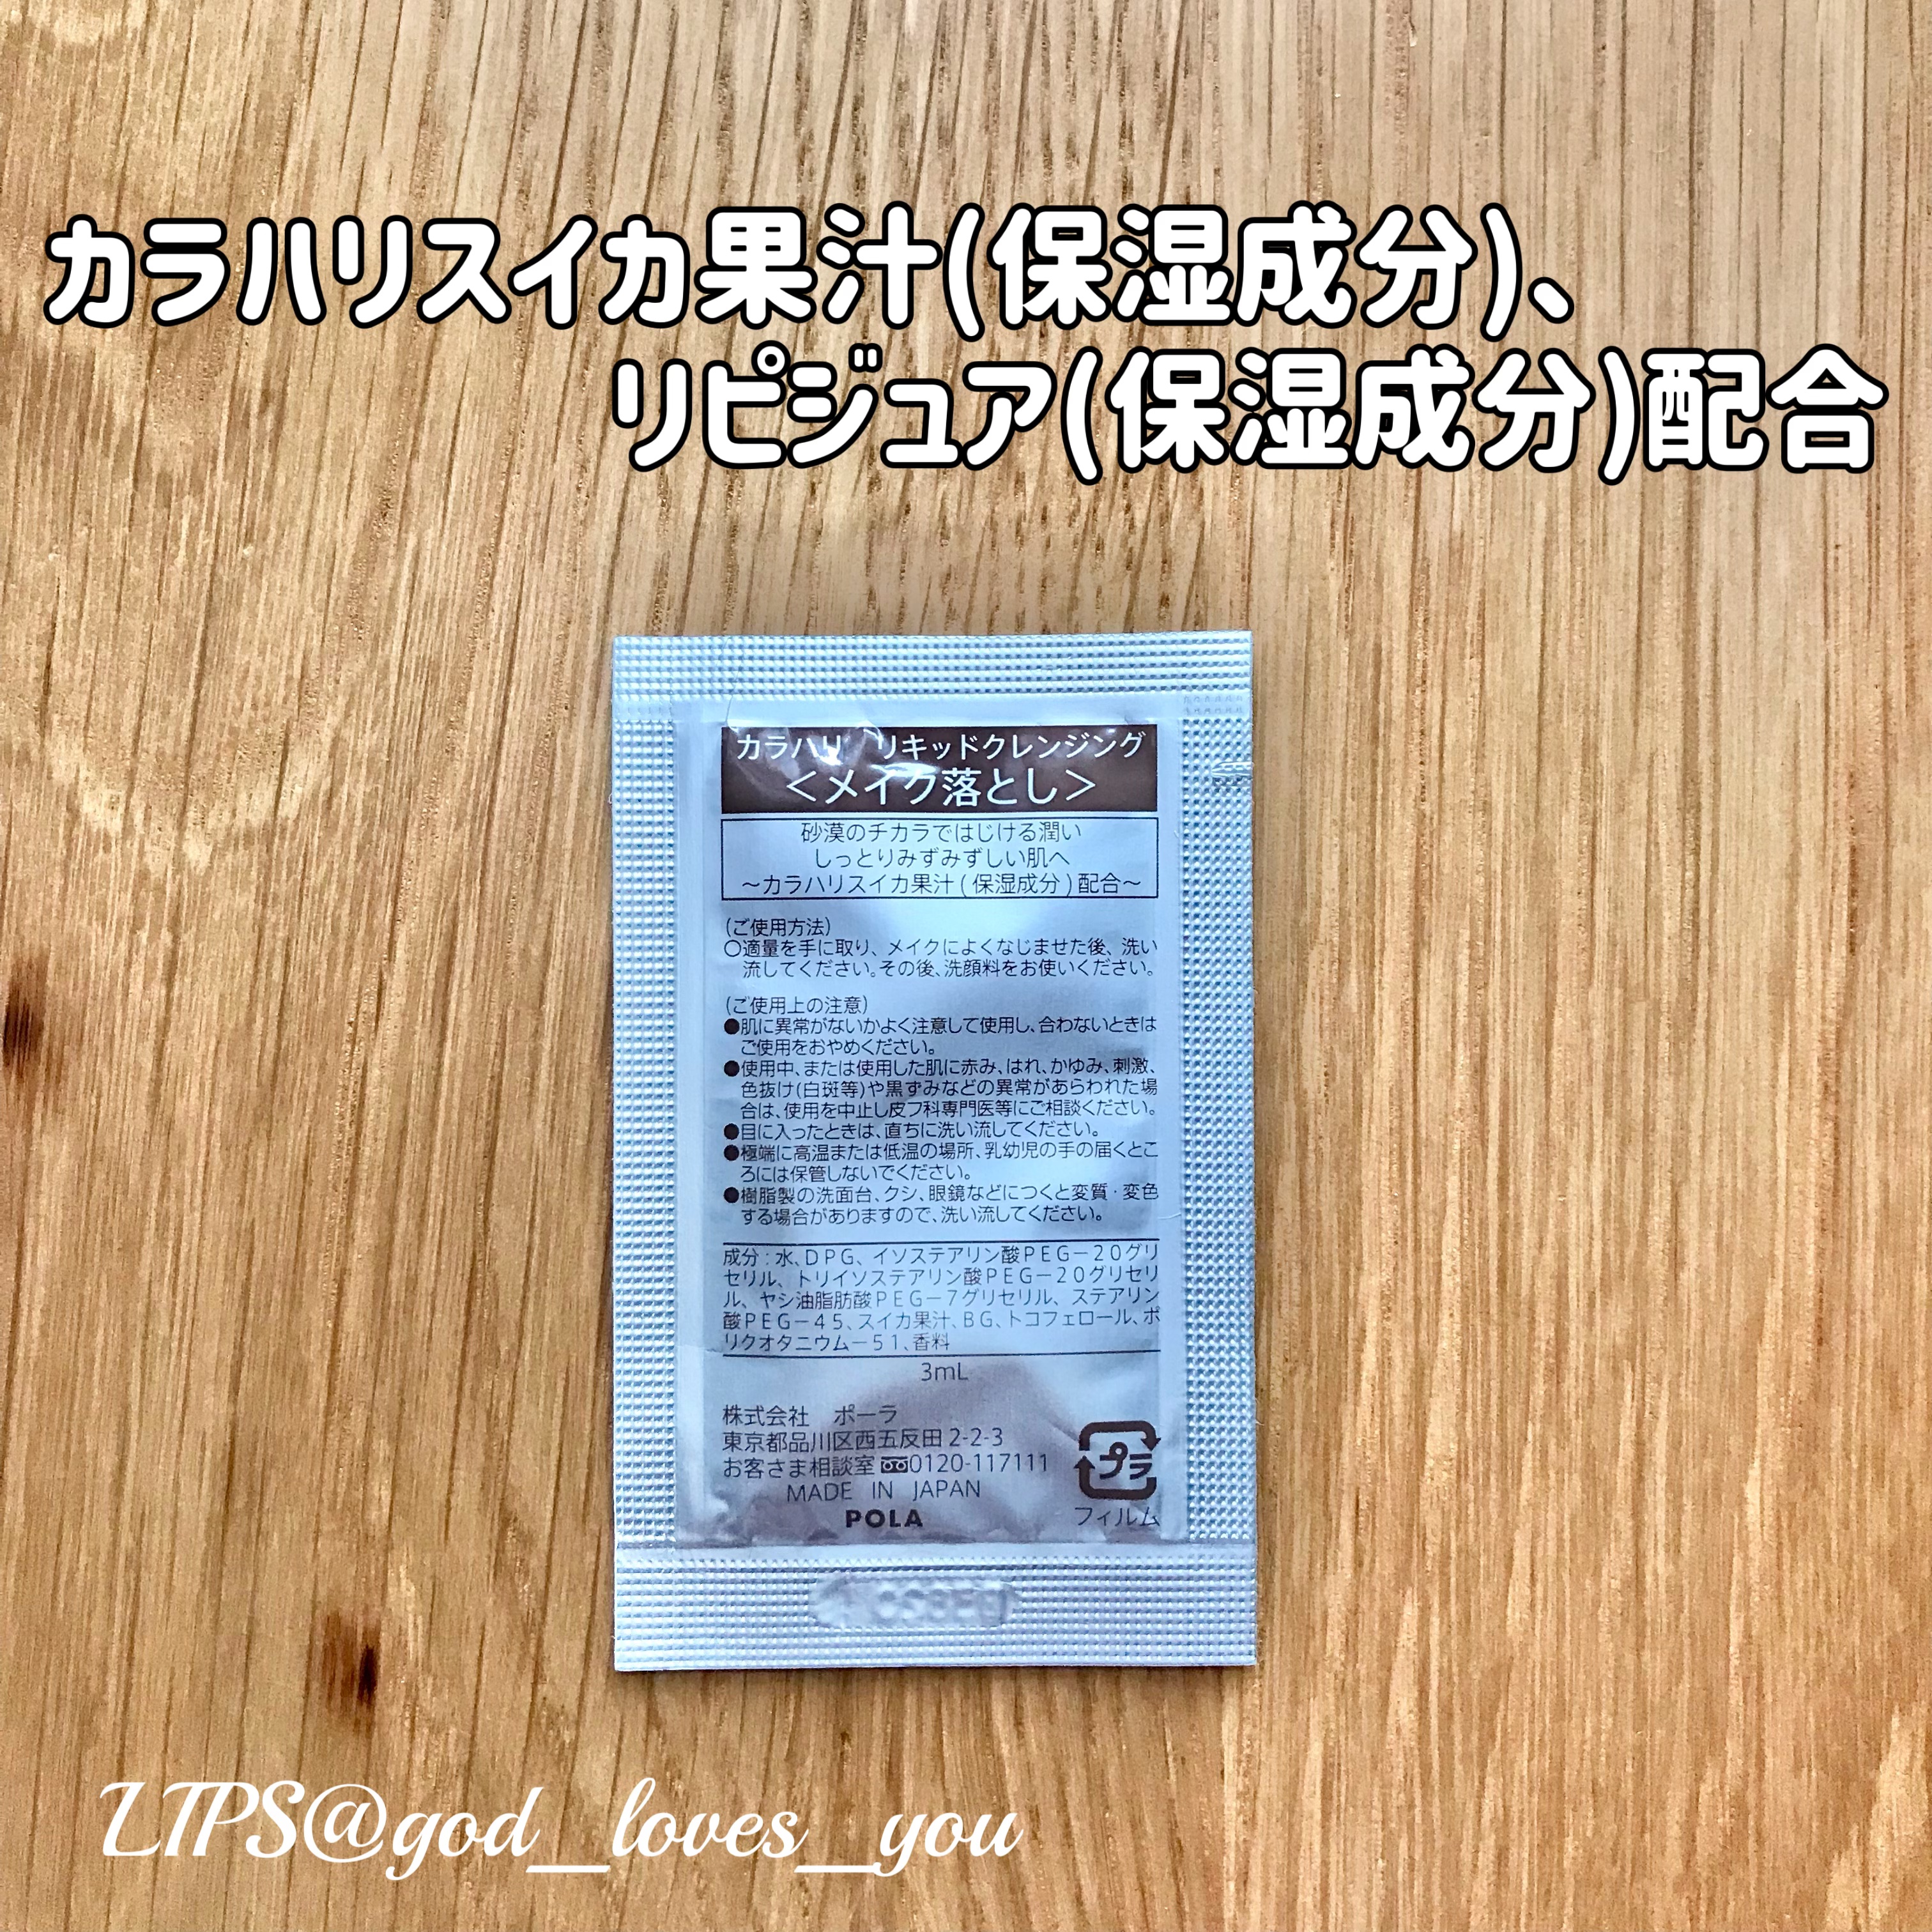 カラハリスイカ果汁(保湿成分)、
リピジュア(保湿成分)配合
カラハリ リキッドクレンジング
＜メイク落とし＞
砂漠のチカラではじける潤い
しっとりみずみずしい肌へ
～カラハリスイカ果汁(保湿成分)配合～
(ご使用方法)
○適量を手に取り、メイクによくなじませた後、洗い
流してください。その後、洗顔料をお使いください。
(ご使用上の注意)
●肌に異常がないかよく注意して使用し、合わないときは
ご使用をおやめください。
●使用中、または使用した肌に赤み、はれ、かゆみ、刺激、
色抜け(白斑等)や黒ずみなどの異常があらわれた場
合は、使用を中止し皮フ科専門医等にご相談ください。
●目に入ったときは、直ちに洗い流してください。
●極端に高温または低温の場所、乳幼児の手の届くとこ
ろには保管しないでください。
●樹脂製の洗面台、クシ、眼鏡などにつくと変質・変色
する場合がありますので、洗い流してください。
成分：水、DPG、イソステアリン酸PEG－20グリ
セリル、トリイソステアリン酸PEG－20グリセリ
ル、ヤシ油脂肪酸PEG－7グリセリル、ステアリン
酸PEG－45、スイカ果汁、BG、トコフェロール、ポ
リクオタニウム－51、香料
3mL
株式会社 ポーラ
東京都品川区西五反田2-2-3
お客さま相談室 0120-117111
MADE IN JAPAN
POLA
プラ
フィルム
LIPS@god_loves_you